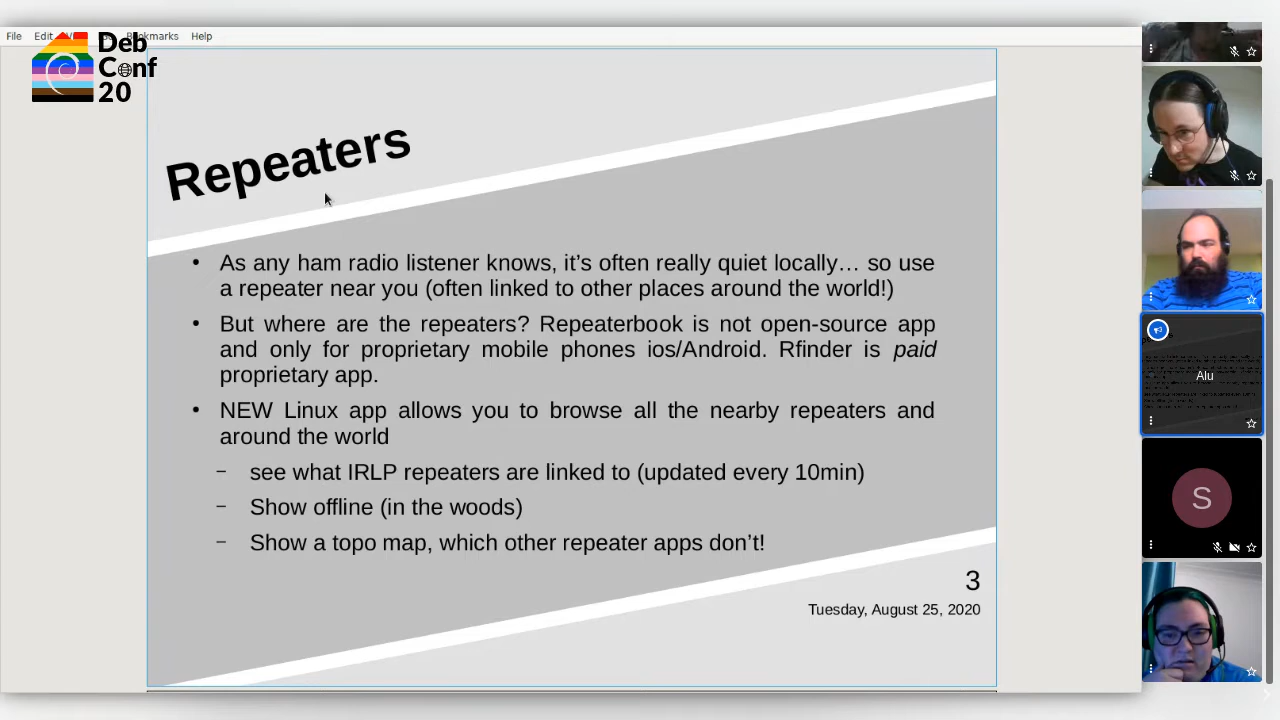 File Edit Bookmarks Help
Deb
Conf
20
Repeaters
• As any ham radio listener knows, it’s often really quiet locally… so use
a repeater near you (often linked to other places around the world!)
• But where are the repeaters? Repeaterbook is not open-source app
and only for proprietary mobile phones ios/Android. Rfinder is paid
proprietary app.
• NEW Linux app allows you to browse all the nearby repeaters and
around the world
– see what IRLP repeaters are linked to (updated every 10min)
– Show offline (in the woods)
– Show a topo map, which other repeater apps don’t!
3
Tuesday, August 25, 2020
Alu
S